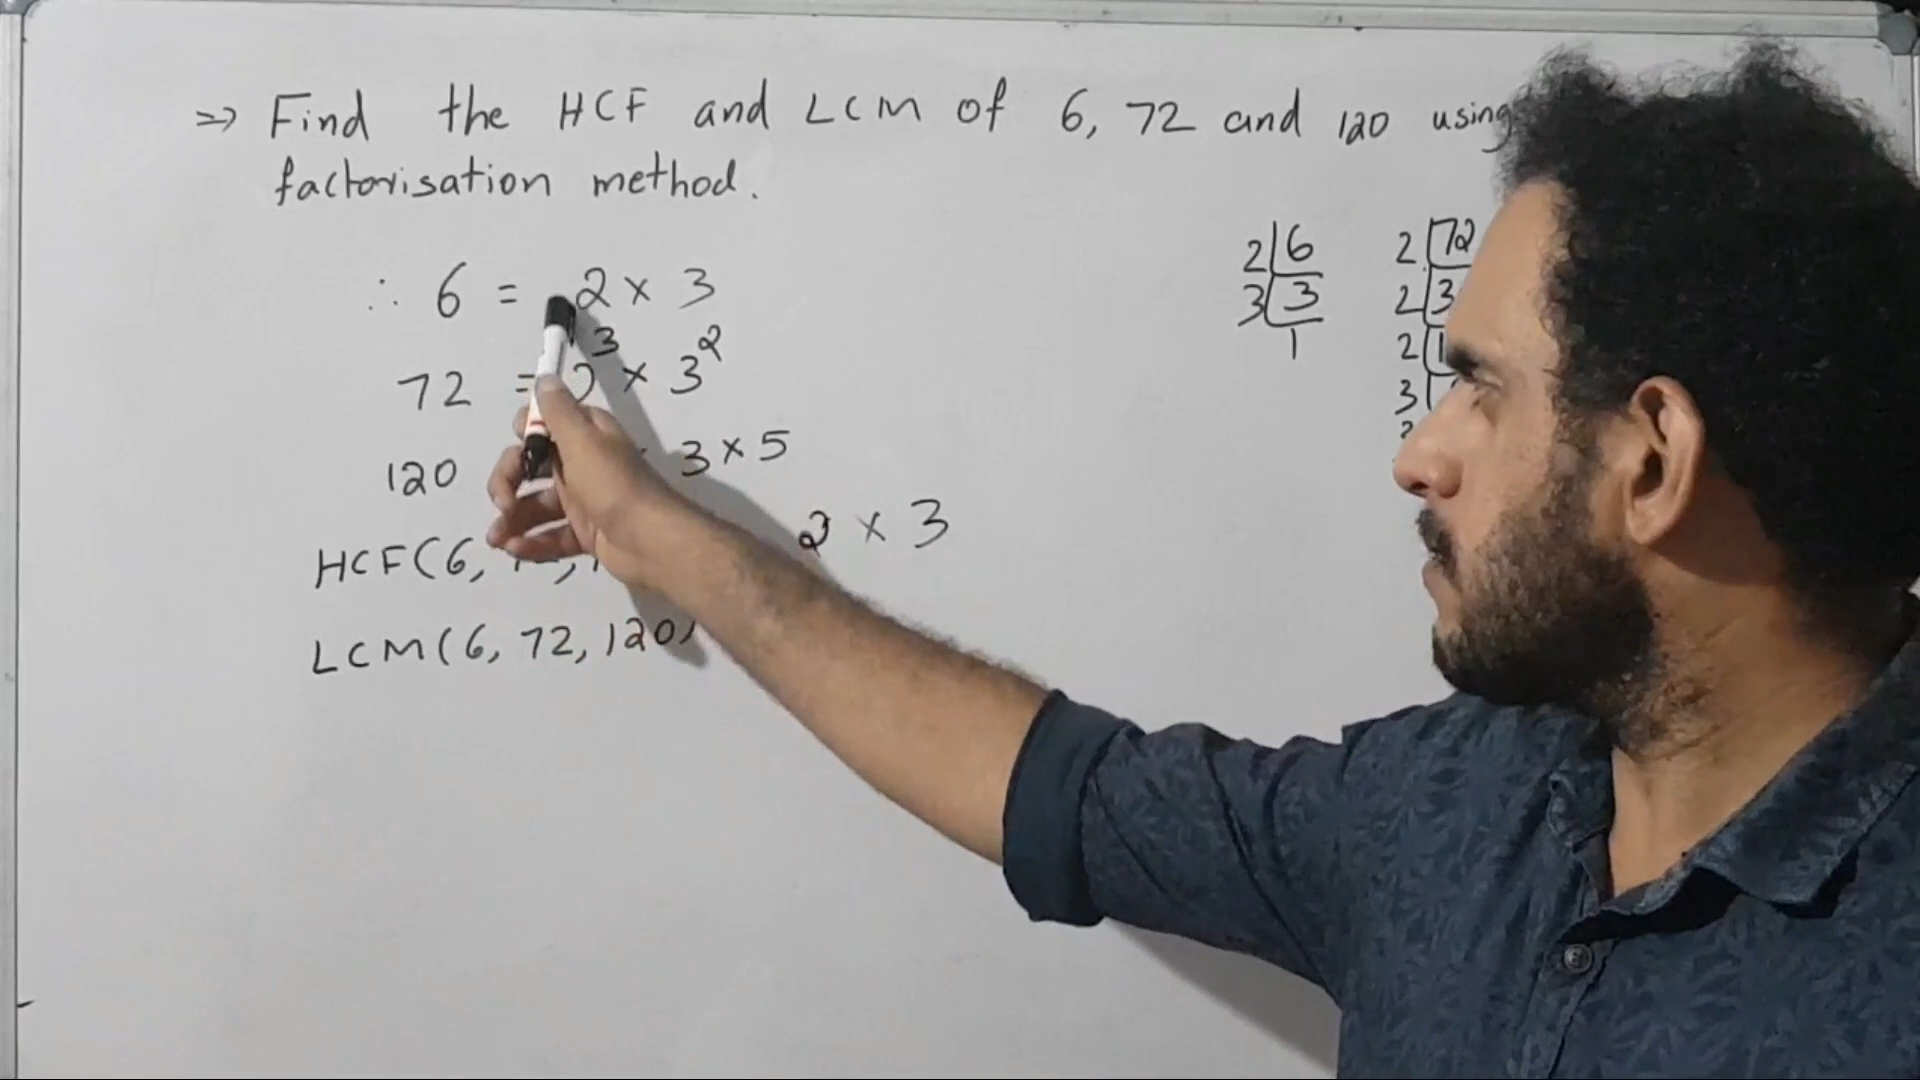 => Find the HCF and LCM of 6, 72 and 120 using
factorisation method.
∴ 6 = 2 × 3
72 = 2³ × 3²
120 3 × 5
HCF(6, 2 × 3
LCM(6, 72, 120)
2 6
3 3
1
2 72
2 3
2 1
3